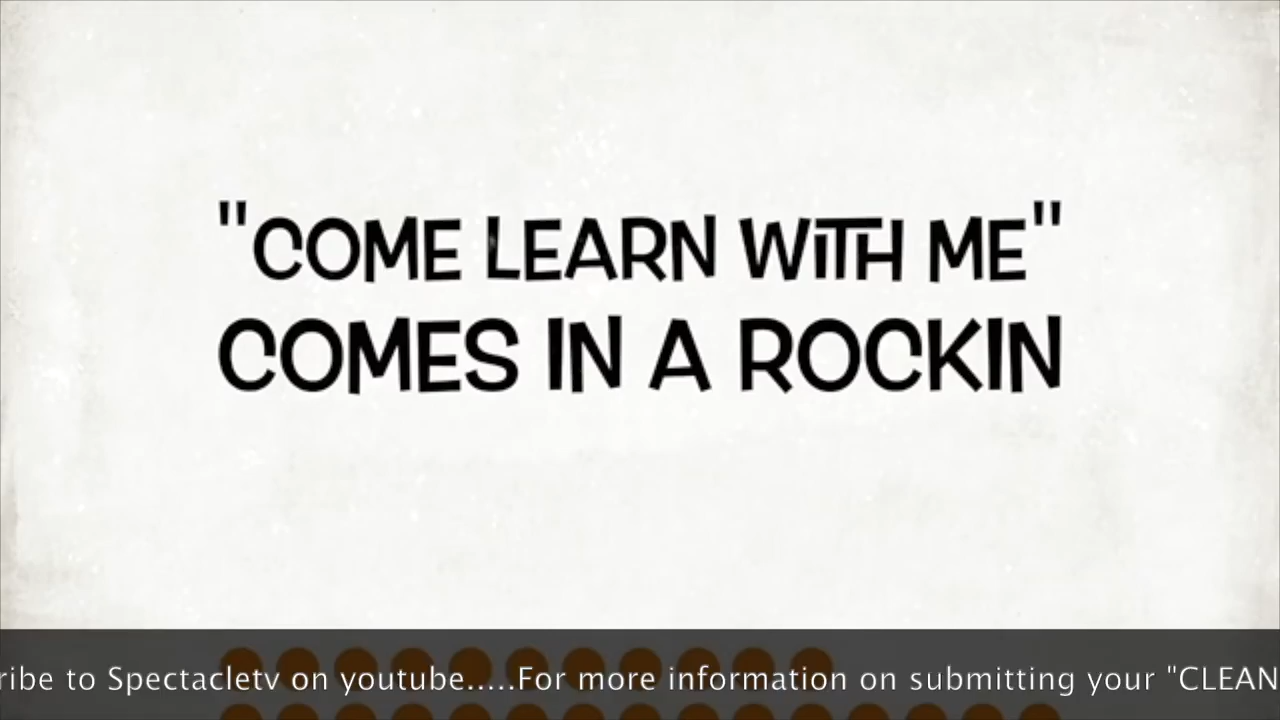 "COME LEARN WiTH ME"
COMES IN A ROCKIN
ribe to Spectacletv on youtube.....For more information on submitting your "CLEAN